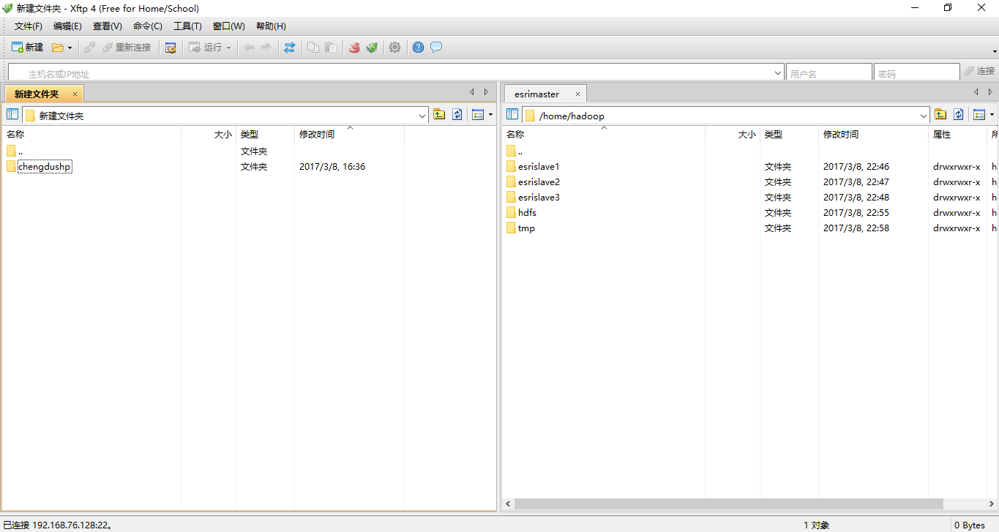 新建文件夹 - Xftp 4 (Free for Home/School)
文件(F) 编辑(E) 查看(V) 命令(C) 工具(T) 窗口(W) 帮助(H)
新建 重新连接 运行
主机名或IP地址 用户名 密码 连接
新建文件夹 esrimaster
新建文件夹 /home/hadoop
名称 大小 类型 修改时间 名称 大小 类型 修改时间 属性
.. 文件夹 ..
chengdushp 文件夹 2017/3/8, 16:36 esrislave1 文件夹 2017/3/8, 22:46 drwxrwxr-x
esrislave2 文件夹 2017/3/8, 22:47 drwxrwxr-x
esrislave3 文件夹 2017/3/8, 22:48 drwxrwxr-x
hdfs 文件夹 2017/3/8, 22:55 drwxrwxr-x
tmp 文件夹 2017/3/8, 22:58 drwxrwxr-x
已连接 192.168.76.128:22。 1 对象 0 Bytes